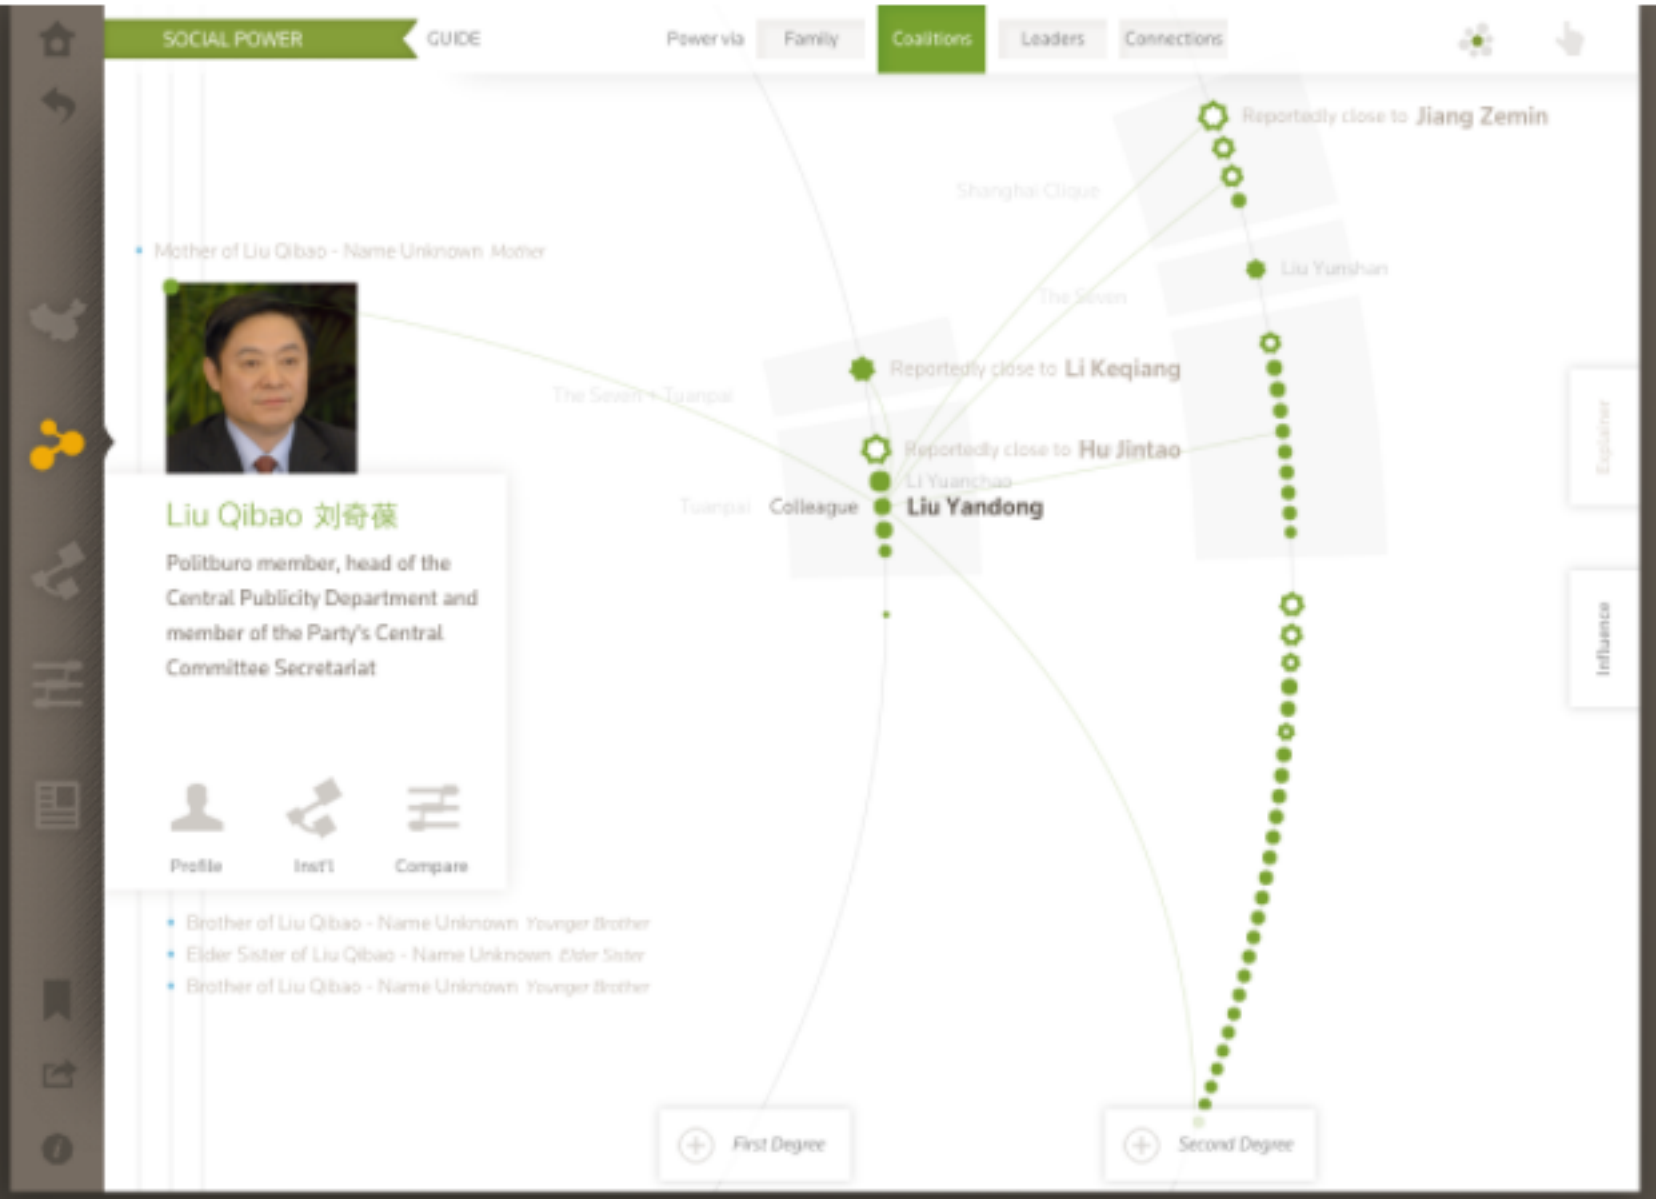 SOCIAL POWER
GUIDE
Power via
Family
Coalitions
Leaders
Connections
Reportedly close to Jiang Zemin
Shanghai Clique
Mother of Liu Qibao - Name Unknown Mother
Liu Yunshan
The Seven
Reportedly close to Li Keqiang
The Seven + Tuanpai
Reportedly close to Hu Jintao
Li Yuanchao
Tuanpai
Colleague
Liu Yandong
Explainer
Influence
Liu Qibao 刘奇葆
Politburo member, head of the
Central Publicity Department and
member of the Party's Central
Committee Secretariat
Profile
Inst'l
Compare
Brother of Liu Qibao - Name Unknown Younger Brother
Elder Sister of Liu Qibao - Name Unknown Elder Sister
Brother of Liu Qibao - Name Unknown Younger Brother
First Degree
Second Degree